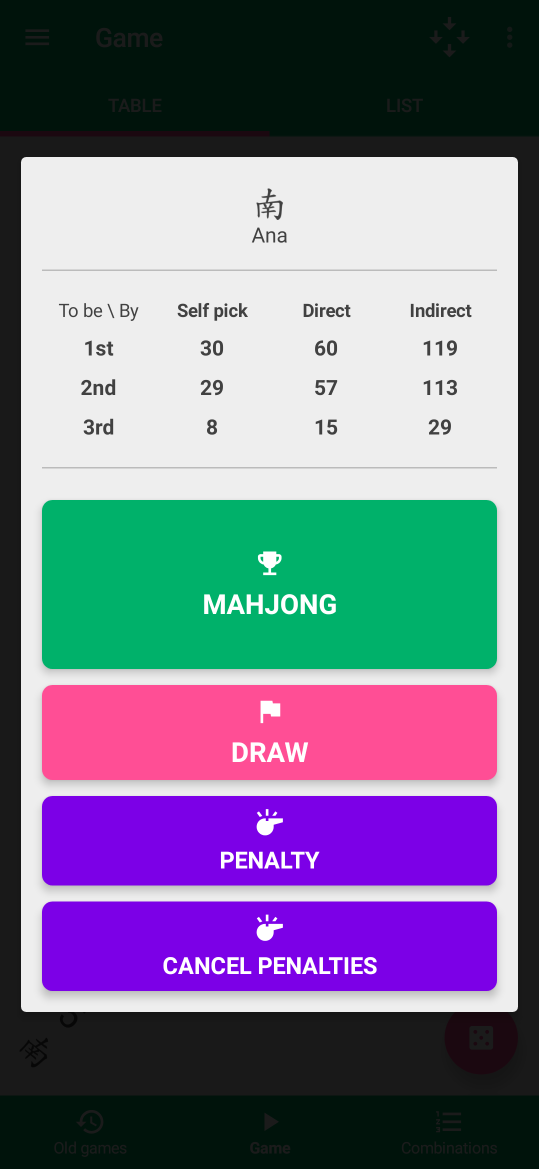 Game
TABLE LIST
南
Ana
To be \ By Self pick Direct Indirect
1st 30 60 119
2nd 29 57 113
3rd 8 15 29
MAHJONG
DRAW
PENALTY
CANCEL PENALTIES
Old games Game Combinations